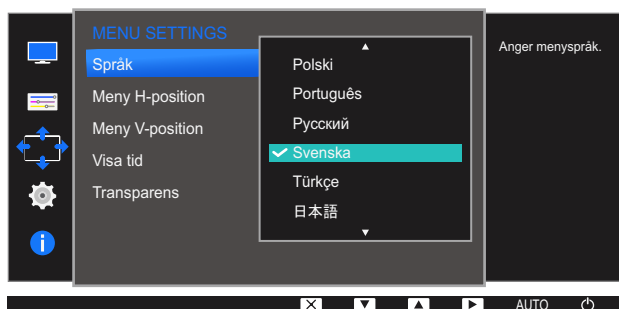 MENU SETTINGS
Språk
Meny H-position
Meny V-position
Visa tid
Transparens
Polski
Português
Русский
Svenska
Türkçe
日本語
Anger menyspråk.
AUTO